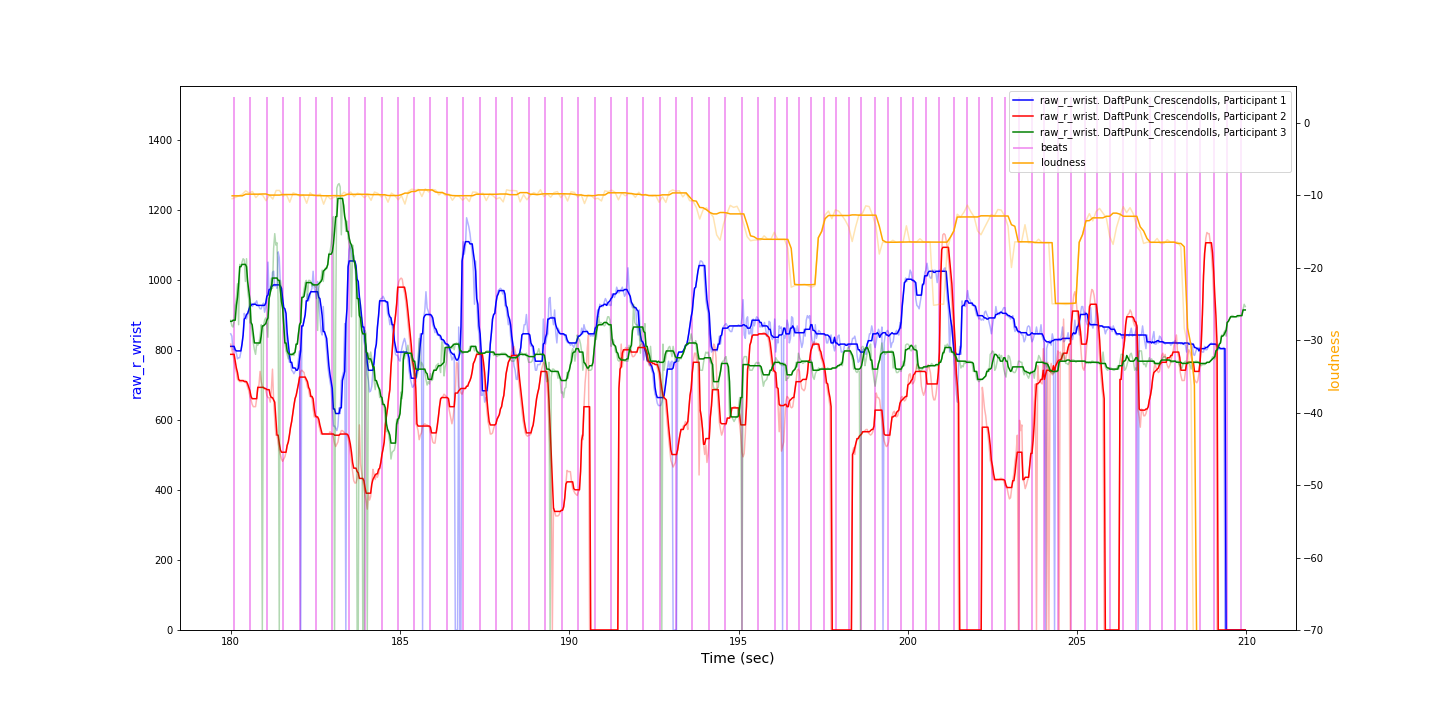 raw_r_wrist. DaftPunk_Crescendolls, Participant 1
raw_r_wrist. DaftPunk_Crescendolls, Participant 2
raw_r_wrist. DaftPunk_Crescendolls, Participant 3
beats
loudness
1400
1200
1000
800
600
400
200
0
raw_r_wrist
0
−10
−20
−30
−40
−50
−60
−70
loudness
180 185 190 195 200 205 210
Time (sec)